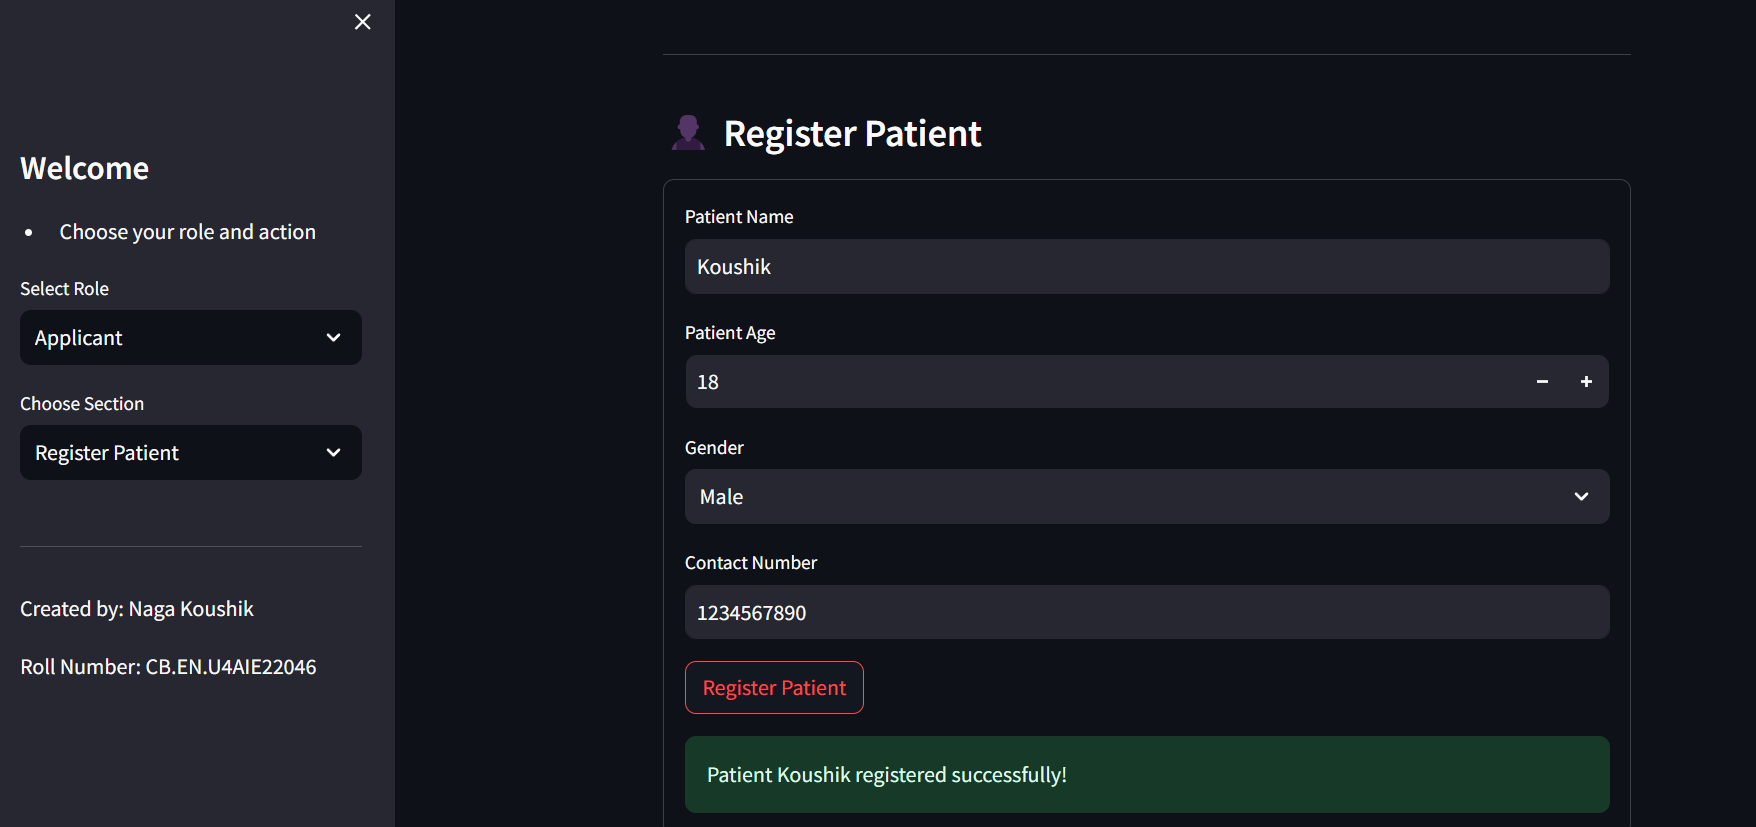 Welcome
Choose your role and action
Select Role
Applicant
Choose Section
Register Patient
Created by: Naga Koushik
Roll Number: CB.EN.U4AIE22046
Register Patient
Patient Name
Koushik
Patient Age
18
Gender
Male
Contact Number
1234567890
Register Patient
Patient Koushik registered successfully!